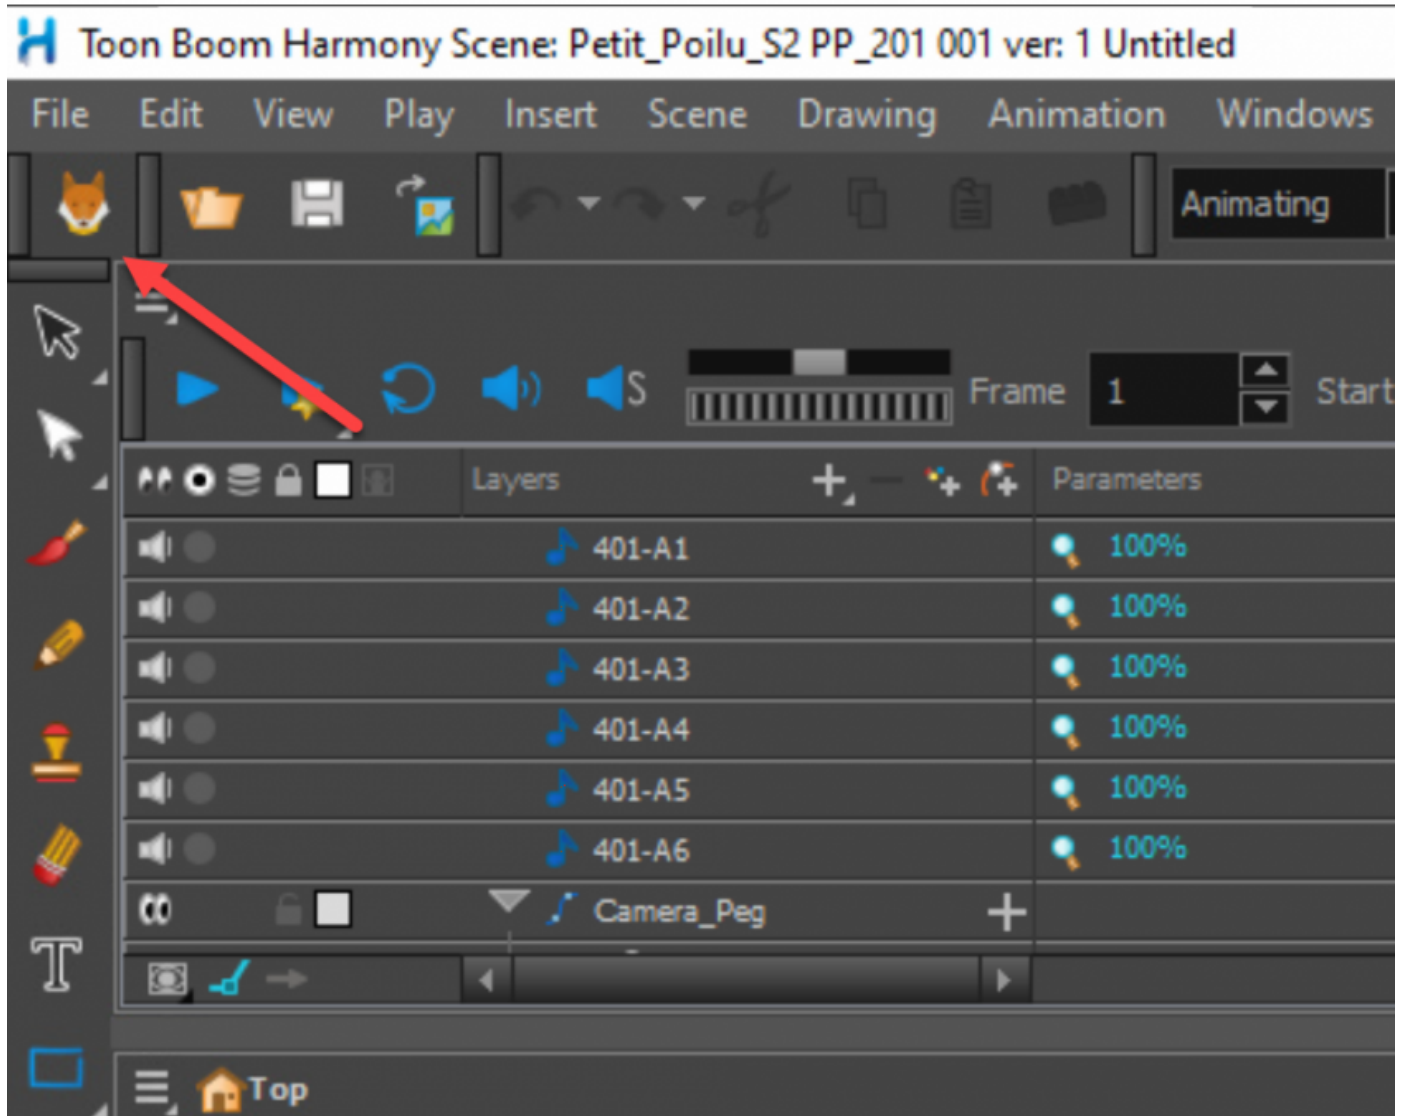 Toon Boom Harmony Scene: Petit_Poilu_S2 PP_201 001 ver: 1 Untitled
File Edit View Play Insert Scene Drawing Animation Windows
Animating
S Frame 1 Start
Layers Parameters
401-A1 100%
401-A2 100%
401-A3 100%
401-A4 100%
401-A5 100%
401-A6 100%
Camera_Peg
T
Top